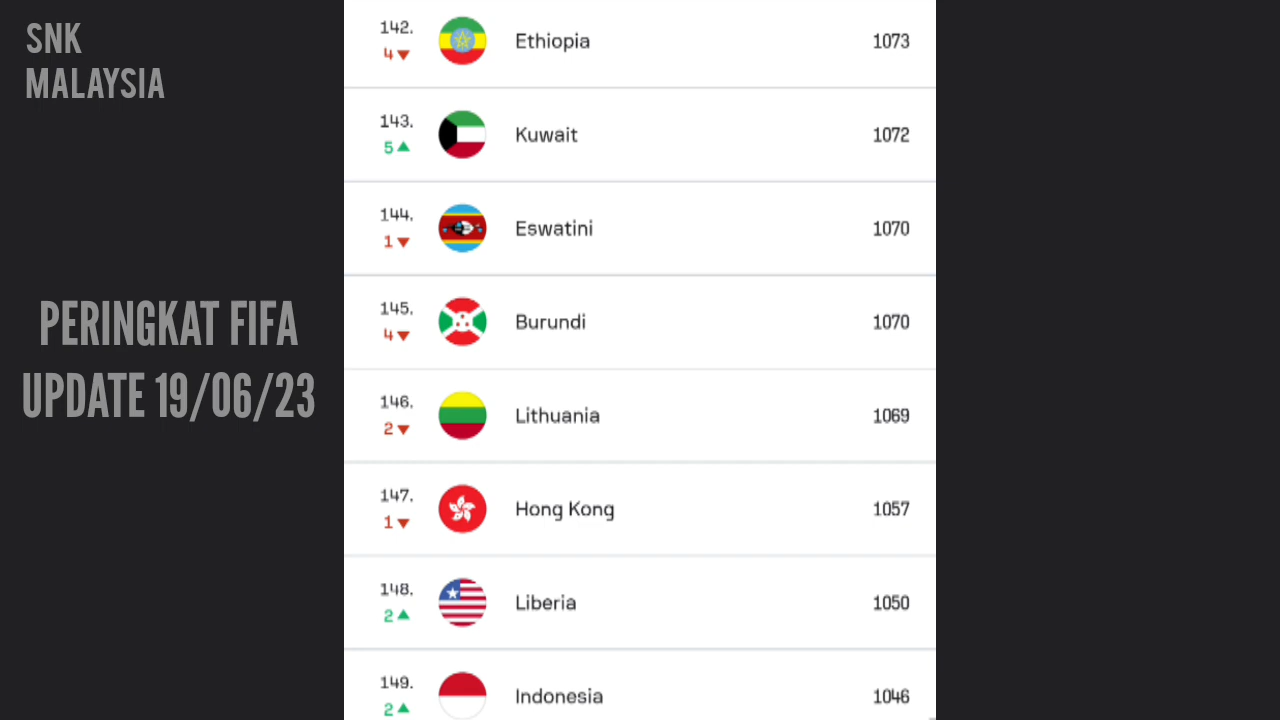 SNK
MALAYSIA
PERINGKAT FIFA
UPDATE 19/06/23
142. Ethiopia 1073
4▼
143. Kuwait 1072
5▲
144. Eswatini 1070
1▼
145. Burundi 1070
4▼
146. Lithuania 1069
2▼
147. Hong Kong 1057
1▼
148. Liberia 1050
2▲
149. Indonesia 1046
2▲